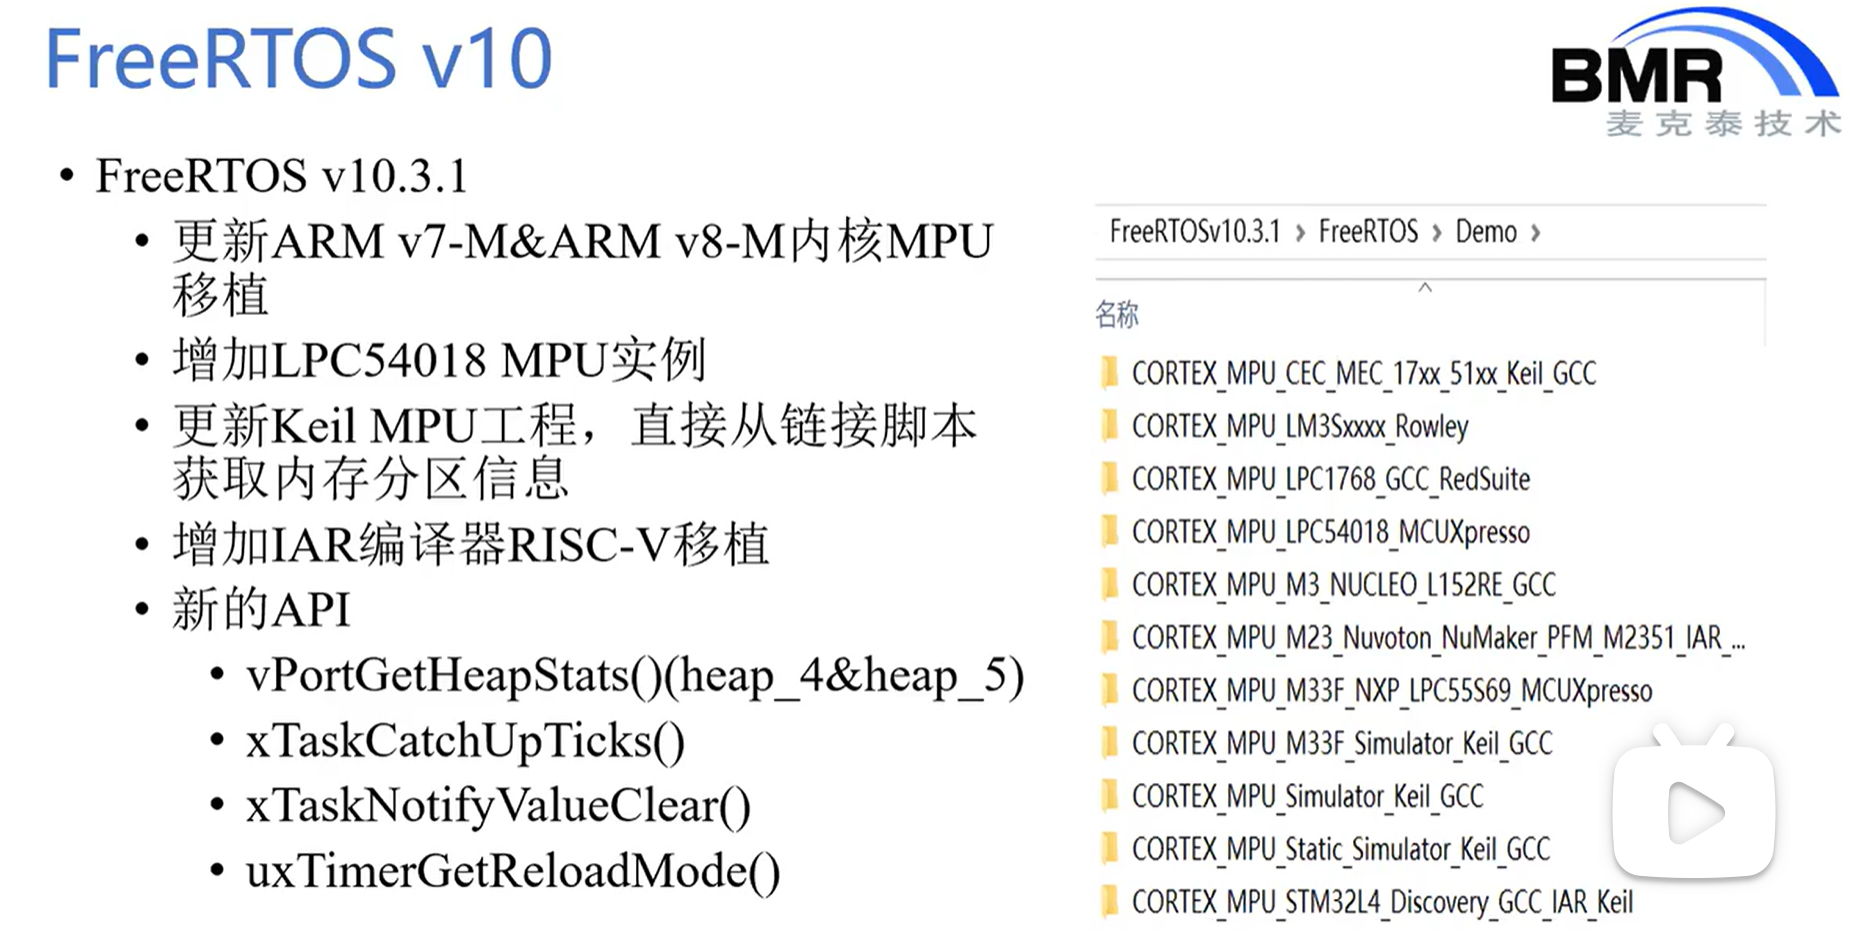 FreeRTOS v10
BMR
麦克泰技术
• FreeRTOS v10.3.1
• 更新ARM v7-M&ARM v8-M内核MPU
移植
• 增加LPC54018 MPU实例
• 更新Keil MPU工程，直接从链接脚本
获取内存分区信息
• 增加IAR编译器RISC-V移植
• 新的API
• vPortGetHeapStats()(heap_4&heap_5)
• xTaskCatchUpTicks()
• xTaskNotifyValueClear()
• uxTimerGetReloadMode()
FreeRTOSv10.3.1 > FreeRTOS > Demo >
名称
CORTEX_MPU_CEC_MEC_17xx_51xx_Keil_GCC
CORTEX_MPU_LM3Sxxxx_Rowley
CORTEX_MPU_LPC1768_GCC_RedSuite
CORTEX_MPU_LPC54018_MCUXpresso
CORTEX_MPU_M3_NUCLEO_L152RE_GCC
CORTEX_MPU_M23_Nuvoton_NuMaker_PFM_M2351_IAR_...
CORTEX_MPU_M33F_NXP_LPC55S69_MCUXpresso
CORTEX_MPU_M33F_Simulator_Keil_GCC
CORTEX_MPU_Simulator_Keil_GCC
CORTEX_MPU_Static_Simulator_Keil_GCC
CORTEX_MPU_STM32L4_Discovery_GCC_IAR_Keil